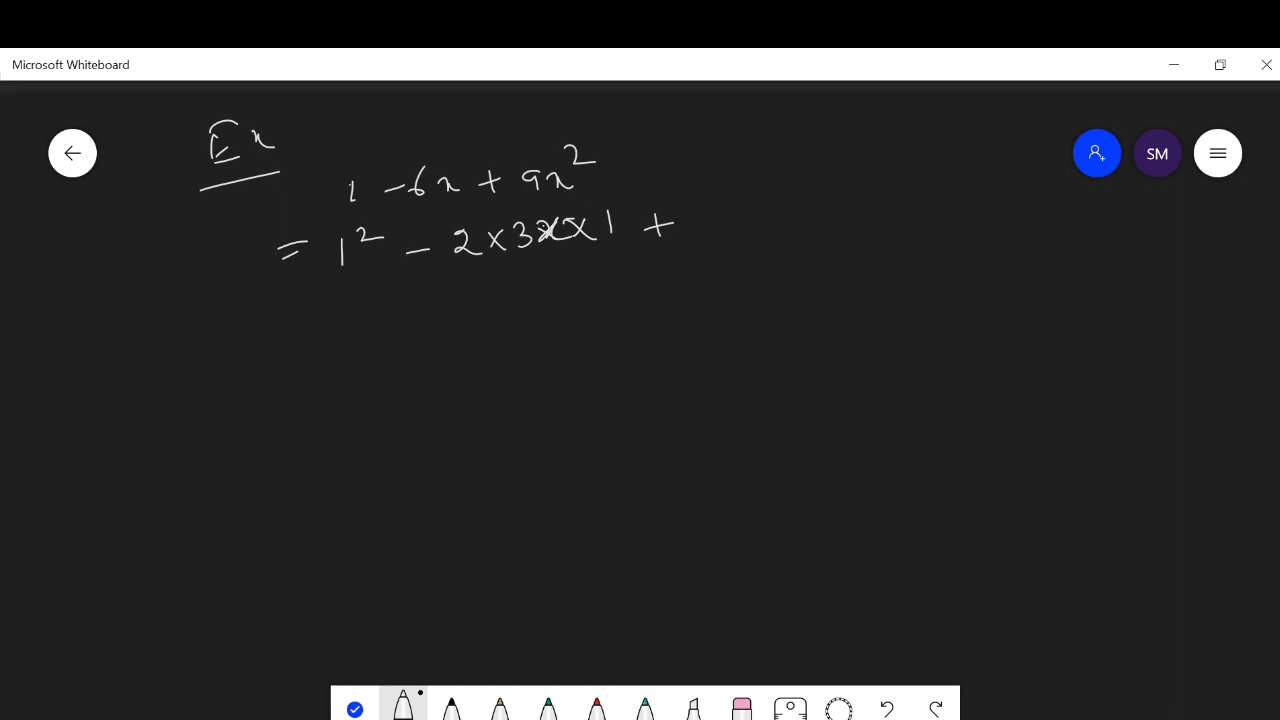 Microsoft Whiteboard
Ex
SM
1 - 6x + 9x²
= 1² - 2 × 3x × 1 +